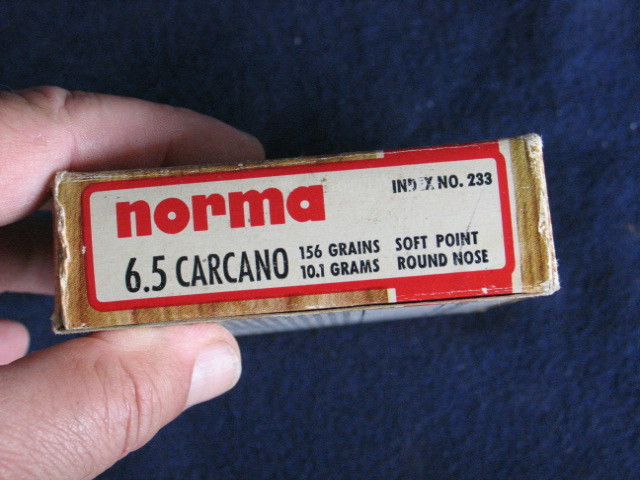 norma
INDEX NO. 233
6.5 CARCANO
156 GRAINS SOFT POINT
10.1 GRAMS ROUND NOSE